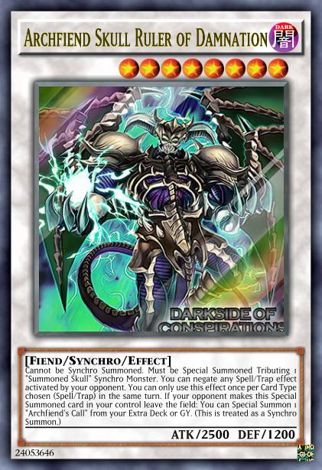 ARCHFIEND SKULL RULER OF DAMNATION
DARK
闇
DARKSIDE OF
CONSPIRATIONS
[FIEND/SYNCHRO/EFFECT]
Cannot be Synchro Summoned. Must be Special Summoned Tributing 1
"Summoned Skull" Synchro Monster. You can negate any Spell/Trap effect
activated by your opponent. You can only use this effect once per Card Type
chosen (Spell/Trap) in the same turn. If your opponent makes this Special
Summoned card in your control leave the field: You can Special Summon 1
"Archfiend's Call" from your Extra Deck or GY. (This is treated as a Synchro
Summon.)
ATK/2500 DEF/1200
24053646